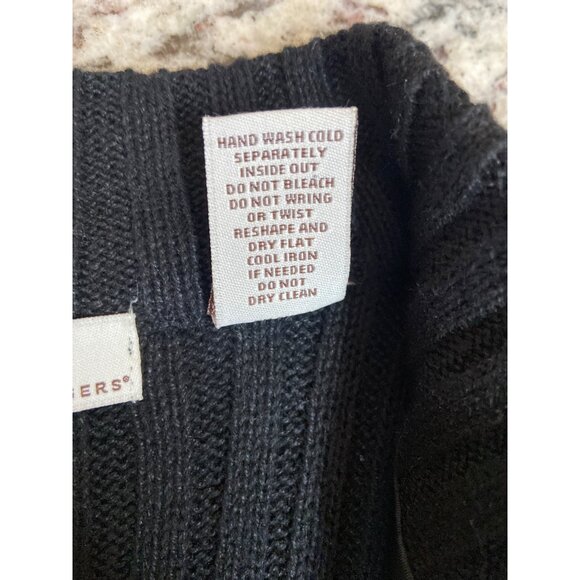 HAND WASH COLD
SEPARATELY
INSIDE OUT
DO NOT BLEACH
DO NOT WRING
OR TWIST
RESHAPE AND
DRY FLAT
COOL IRON
IF NEEDED
DO NOT
DRY CLEAN
GERS®